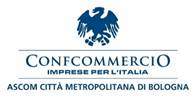 CONFCOMMERCIO
IMPRESE PER L'ITALIA
ASCOM CITTÀ METROPOLITANA DI BOLOGNA